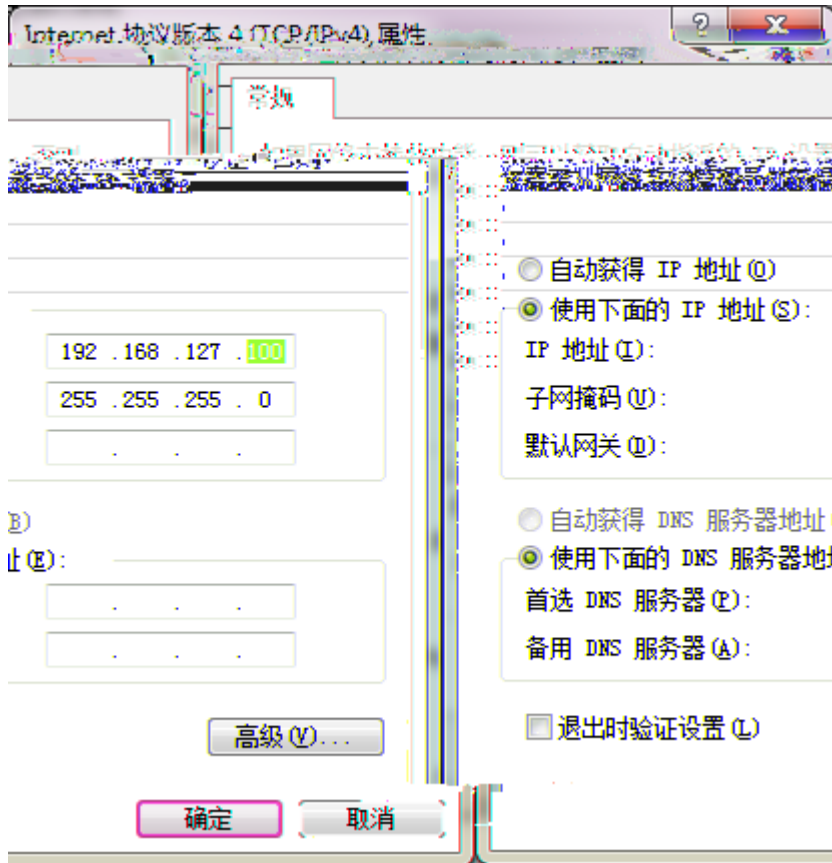 Internet 协议版本 4 (TCP/IPv4) 属性
常规
自动获得 IP 地址(O)
使用下面的 IP 地址(S):
192 .168 .127 .100
IP 地址(I):
255 .255 .255 . 0
子网掩码(U):
. . .
默认网关(D):
(B)
自动获得 DNS 服务器地址
址(E):
使用下面的 DNS 服务器地址
. . .
首选 DNS 服务器(P):
. . .
备用 DNS 服务器(A):
高级(V)...
退出时验证设置(L)
确定
取消